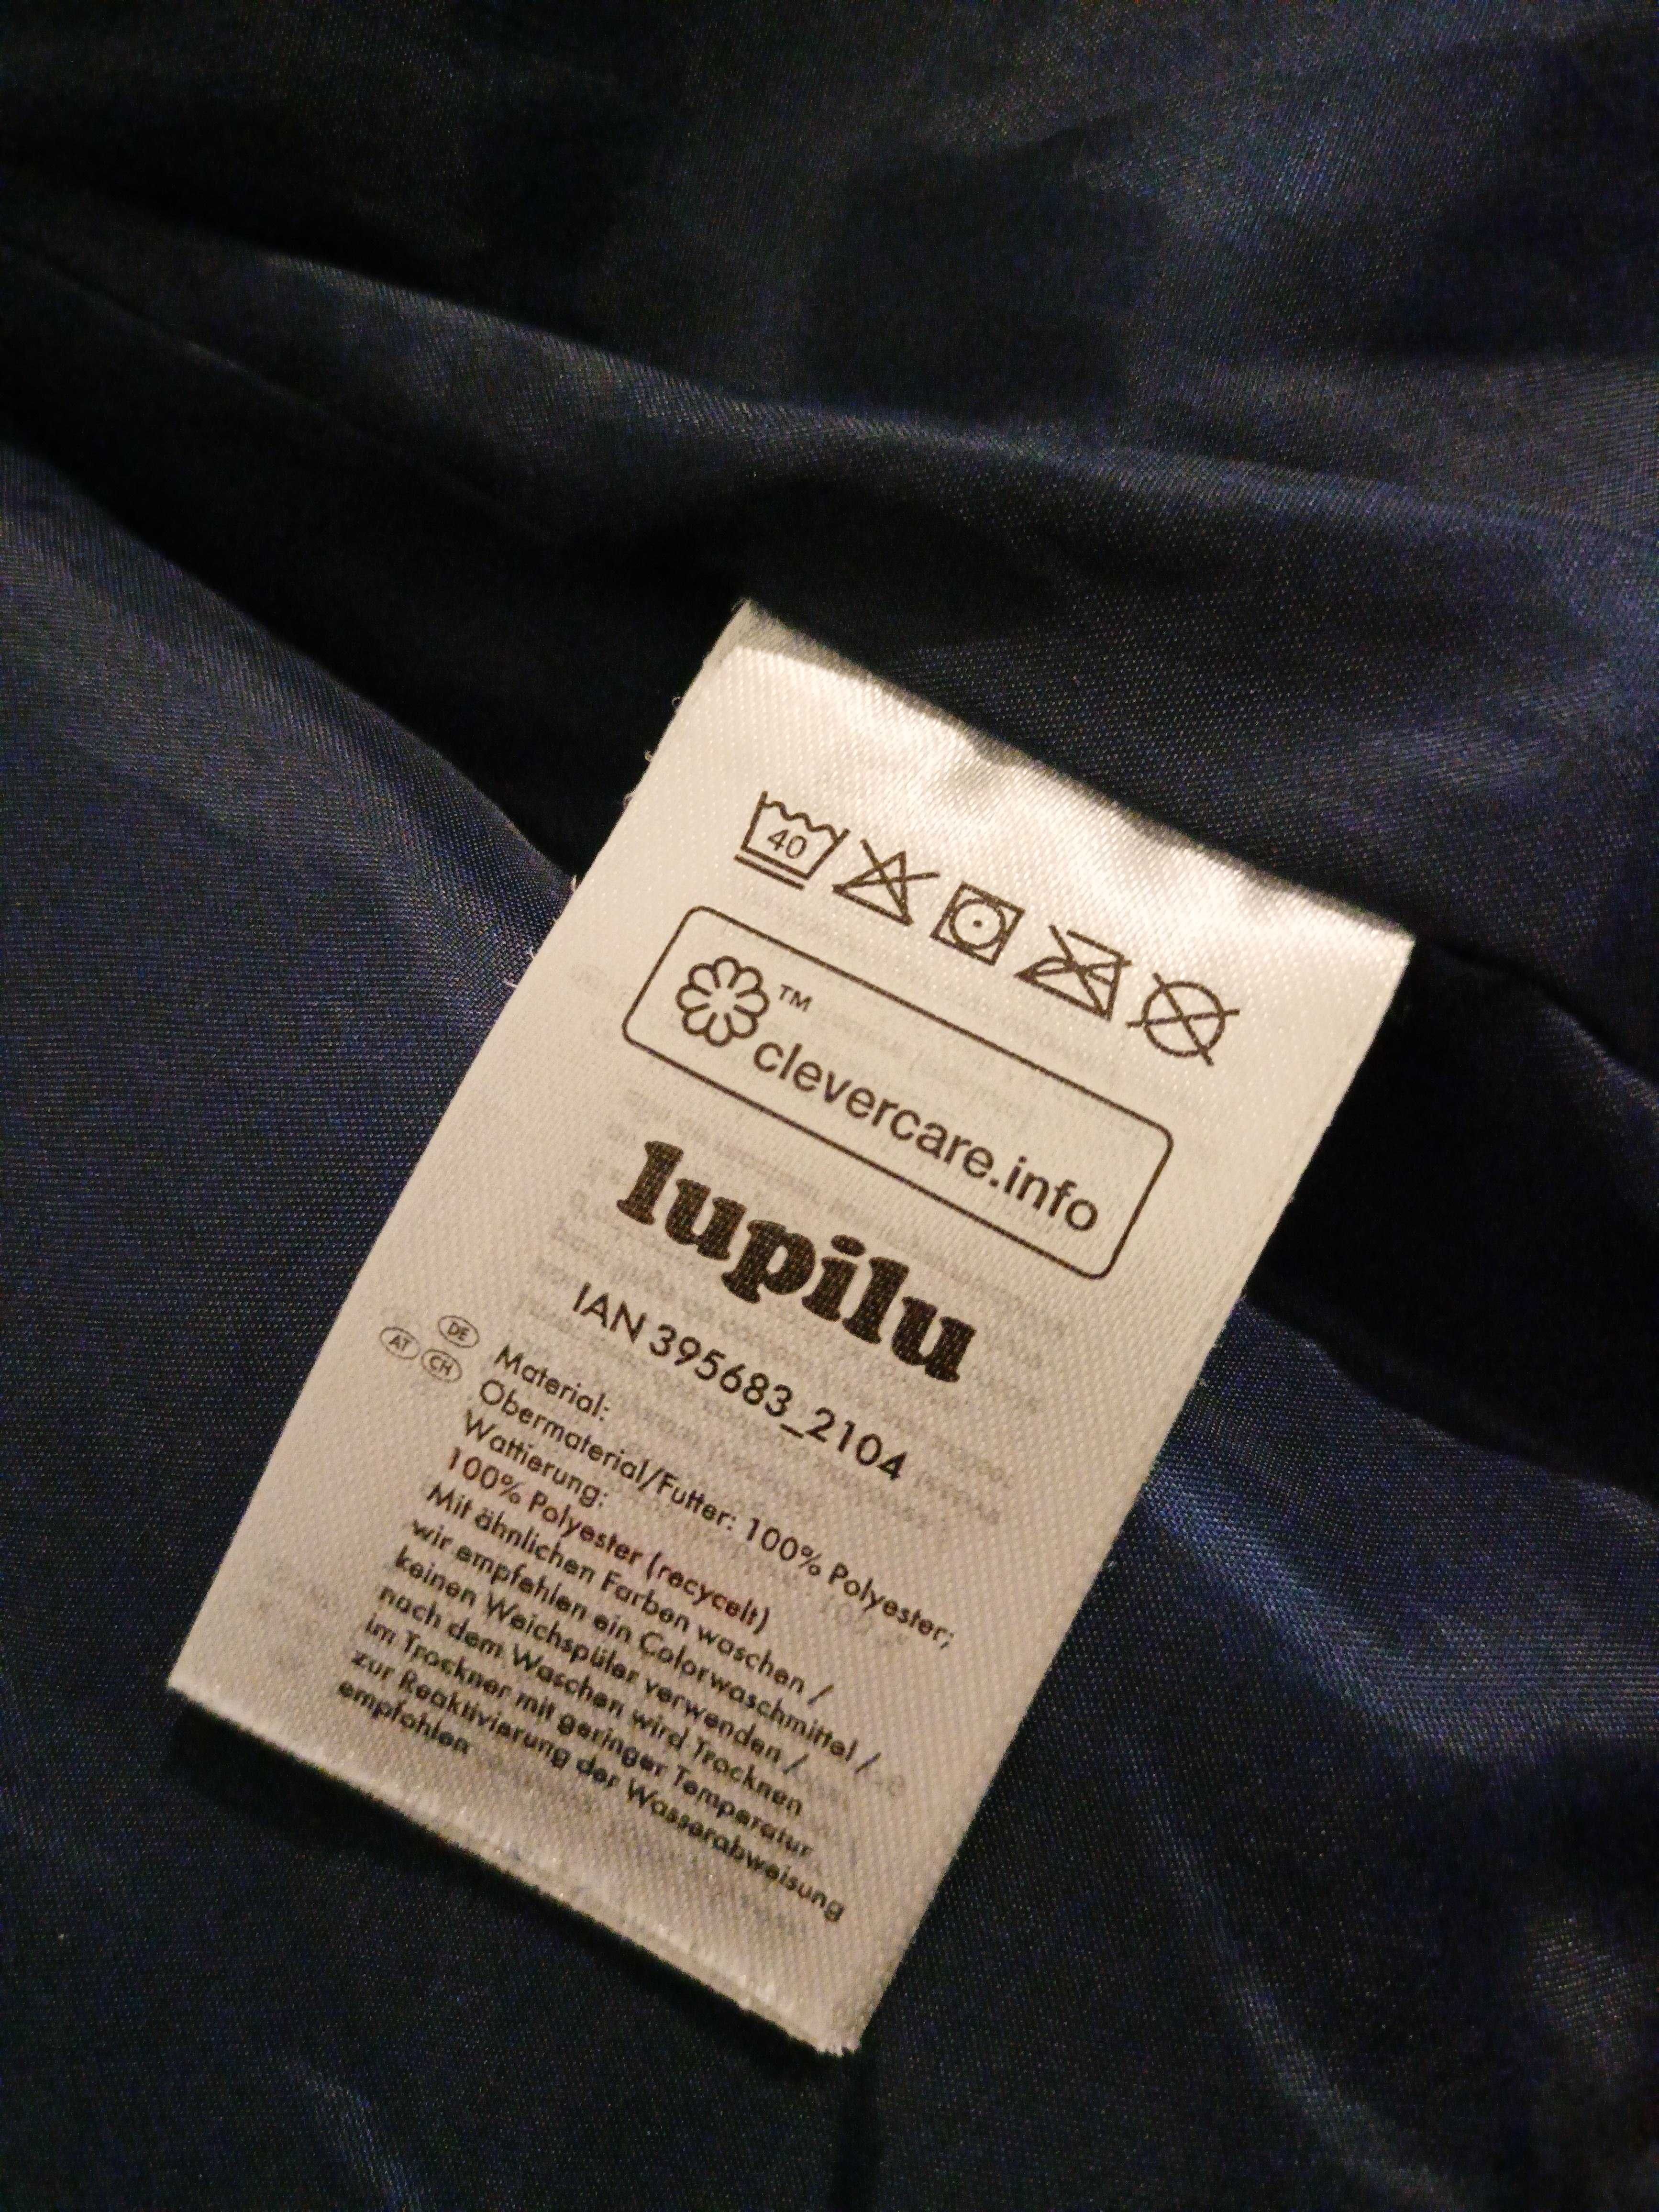 40
™
clevercare.info
lupilu
IAN 395683_2104
DE
AT CH
Material:
Obermaterial/Futter: 100% Polyester;
Wattierung:
100% Polyester (recycelt)
Mit ähnlichen Farben waschen /
wir empfehlen ein Colorwaschmittel /
keinen Weichspüler verwenden /
nach dem Waschen wird Trocknen
im Trockner mit geringer Temperatur
zur Reaktivierung der Wasserabweisung
empfohlen